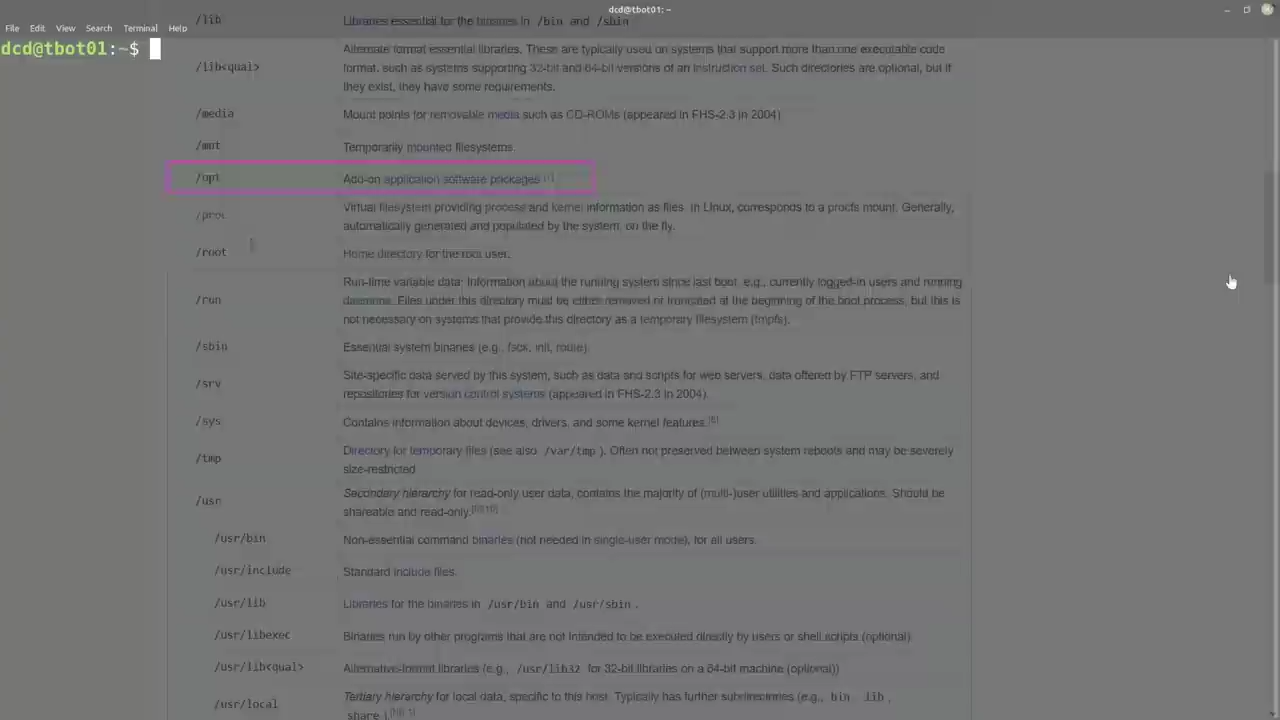 dcd@tbot01: ~
File Edit View Search Terminal Help
dcd@tbot01:~$
/lib Libraries essential for the binaries in /bin and /sbin
Alternate format essential libraries. These are typically used on systems that support more than one executable code
/lib<qual> format, such as systems supporting 32-bit and 64-bit versions of an instruction set. Such directories are optional, but if
they exist, they have some requirements.
/media Mount points for removable media such as CD-ROMs (appeared in FHS-2.3 in 2004)
/mnt Temporarily mounted filesystems.
/opt Add-on application software packages
/proc Virtual filesystem providing process and kernel information as files. In Linux, corresponds to a procfs mount. Generally,
automatically generated and populated by the system, on the fly.
/root Home directory for the root user.
Run-time variable data: Information about the running system since last boot, e.g., currently logged-in users and running
/run daemons. Files under this directory must be either removed or truncated at the beginning of the boot process, but this is
not necessary on systems that provide this directory as a temporary filesystem (tmpfs).
/sbin Essential system binaries (e.g., fsck, init, route).
/srv Site-specific data served by this system, such as data and scripts for web servers, data offered by FTP servers, and
repositories for version control systems (appeared in FHS-2.3 in 2004).
/sys Contains information about devices, drivers, and some kernel features.
/tmp Directory for temporary files (see also /var/tmp ). Often not preserved between system reboots and may be severely
size-restricted
/usr Secondary hierarchy for read-only user data, contains the majority of (multi-)user utilities and applications. Should be
shareable and read-only.
/usr/bin Non-essential command binaries (not needed in single-user mode), for all users.
/usr/include Standard include files.
/usr/lib Libraries for the binaries in /usr/bin and /usr/sbin .
/usr/libexec Binaries run by other programs that are not intended to be executed directly by users or shell scripts (optional)
/usr/lib<qual> Alternative-format libraries (e.g., /usr/lib32 for 32-bit libraries on a 64-bit machine (optional))
/usr/local Tertiary hierarchy for local data, specific to this host. Typically has further subdirectories (e.g., bin , lib ,
share ).